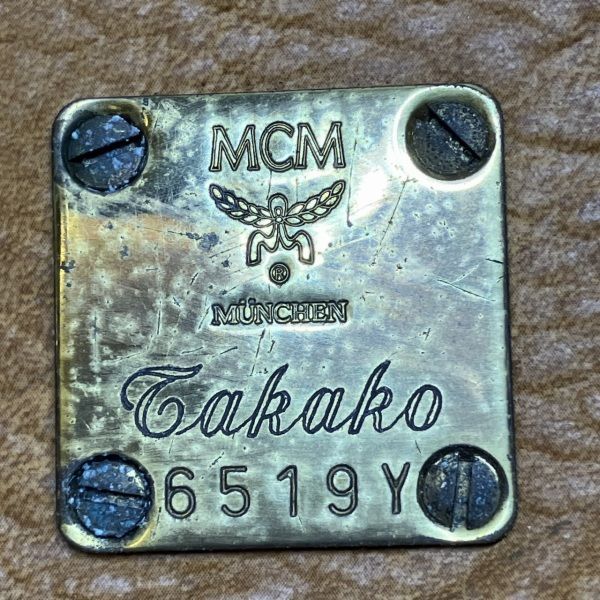 MCM
®
MÜNCHEN
Takako
6519Y